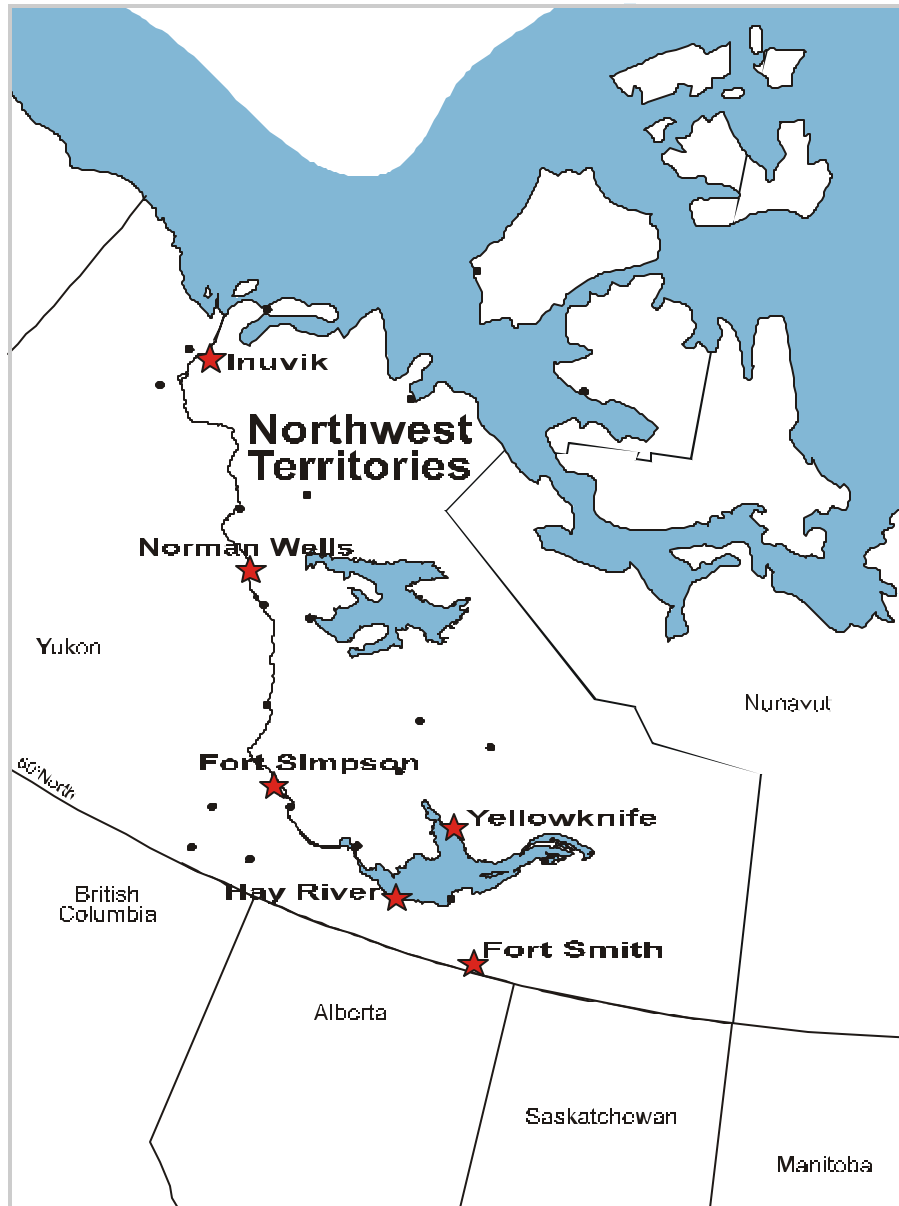 Inuvik
Northwest
Territories
Norman Wells
Yukon
Nunavut
Fort SImpson
60°North
Yellowknife
Hay River
British
Columbia
Fort Smith
Alberta
Saskatchewan
Manitoba